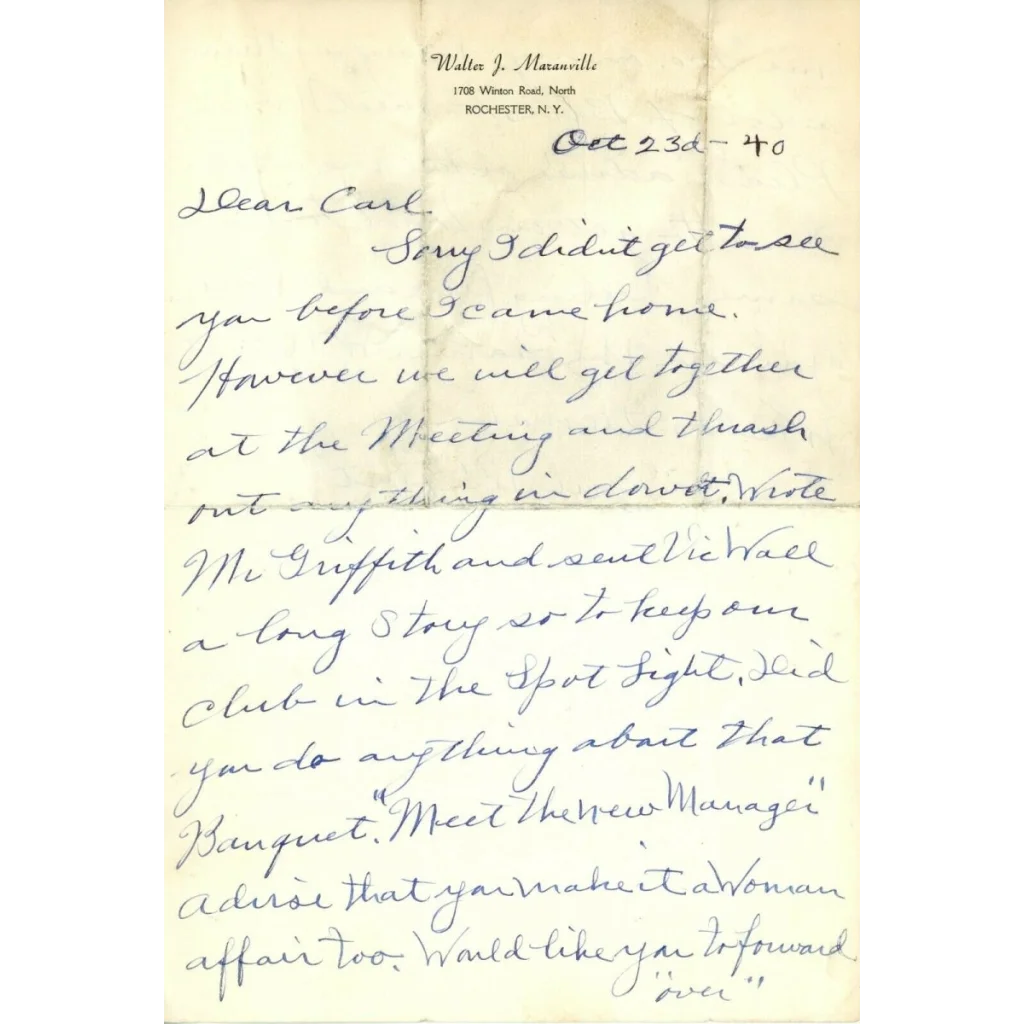 Walter J. Maranville
1708 Winton Road, North
ROCHESTER, N. Y.
Oct 23d - 40
Dear Carl.
Sorry I didn't get to see
you before I came home.
However we will get together
at the Meeting and thrash
out anything in dowt. Wrote
Mr Griffith and sent Vic Wall
a long Story so to keep our
club in the Spot Light. Did
you do anything about that
Banquet. "Meet the new Manager"
advise that you make it a Woman
affair too. Would like you to forward
"over"